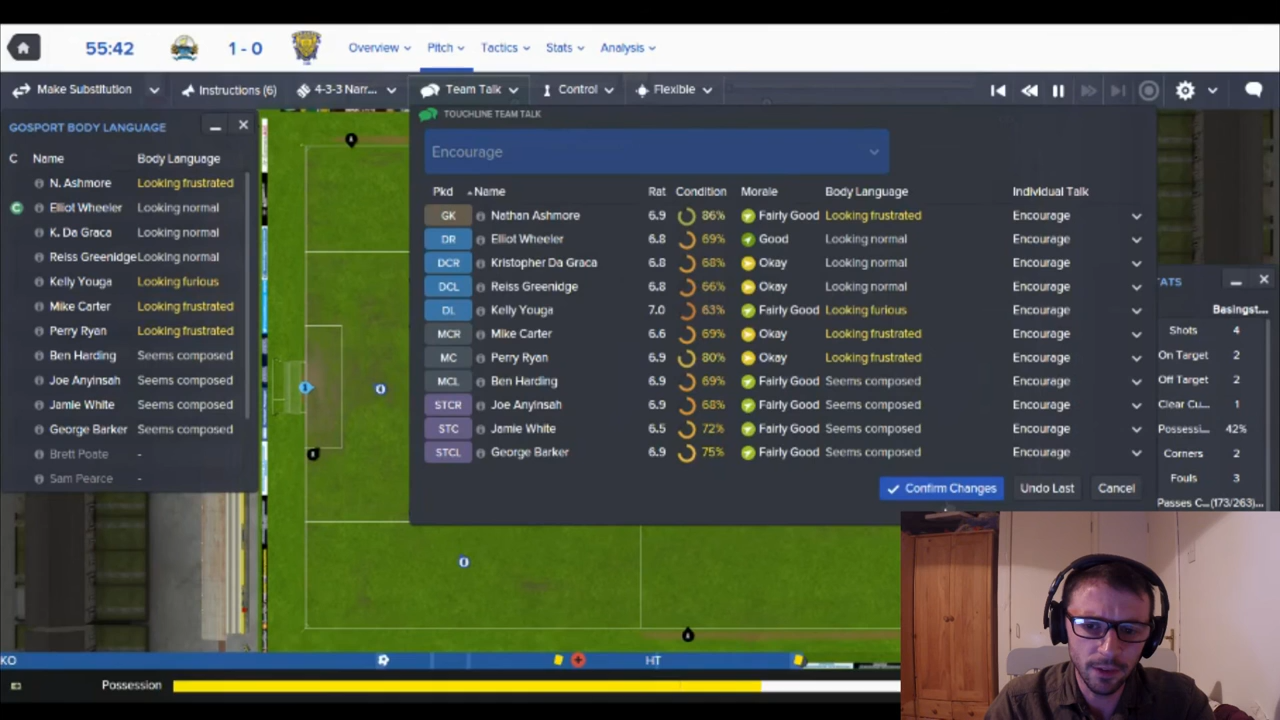 55:42 1 - 0 Overview Pitch Tactics Stats Analysis
Make Substitution Instructions (6) 4-3-3 Narr... Team Talk Control Flexible
GOSPORT BODY LANGUAGE
C Name Body Language
N. Ashmore Looking frustrated
C Elliot Wheeler Looking normal
K. Da Graca Looking normal
Reiss Greenidge Looking normal
Kelly Youga Looking furious
Mike Carter Looking frustrated
Perry Ryan Looking frustrated
Ben Harding Seems composed
Joe Anyinsah Seems composed
Jamie White Seems composed
George Barker Seems composed
Brett Poate -
Sam Pearce -
TOUCHLINE TEAM TALK
Encourage
Pkd Name Rat Condition Morale Body Language Individual Talk
GK Nathan Ashmore 6.9 86% Fairly Good Looking frustrated Encourage
DR Elliot Wheeler 6.8 69% Good Looking normal Encourage
DCR Kristopher Da Graca 6.8 68% Okay Looking normal Encourage
DCL Reiss Greenidge 6.8 66% Okay Looking normal Encourage
DL Kelly Youga 7.0 63% Fairly Good Looking furious Encourage
MCR Mike Carter 6.6 69% Okay Looking frustrated Encourage
MC Perry Ryan 6.9 80% Okay Looking frustrated Encourage
MCL Ben Harding 6.9 69% Fairly Good Seems composed Encourage
STCR Joe Anyinsah 6.9 68% Fairly Good Seems composed Encourage
STC Jamie White 6.5 72% Fairly Good Seems composed Encourage
STCL George Barker 6.9 75% Fairly Good Seems composed Encourage
Confirm Changes Undo Last Cancel
ATS
Basingst...
Shots 4
On Target 2
Off Target 2
Clear Cu... 1
Possessi... 42%
Corners 2
Fouls 3
Passes C... (173/263)...
KO HT
Possession